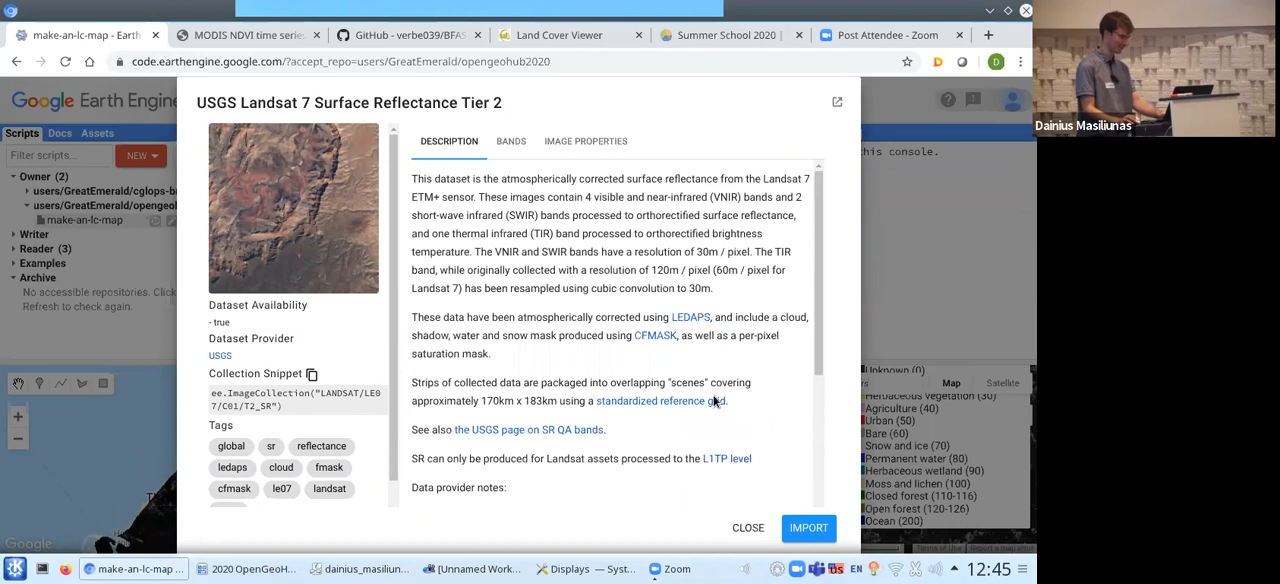 make-an-lc-map - Earth
MODIS NDVI time series
GitHub - verbe039/BFAS
Land Cover Viewer
Summer School 2020 |
Post Attendee - Zoom
code.earthengine.google.com/?accept_repo=users/GreatEmerald/opengeohub2020
D
D
Google Earth Engine
Scripts
Docs
Assets
Filter scripts...
NEW
Owner (2)
users/GreatEmerald/cglops-
users/GreatEmerald/opengeo
make-an-lc-map
Writer
Reader (3)
Examples
Archive
No accessible repositories. Click
Refresh to check again.
USGS Landsat 7 Surface Reflectance Tier 2
Dataset Availability
- true
Dataset Provider
USGS
Collection Snippet
ee.ImageCollection("LANDSAT/LE0
7/C01/T2_SR")
Tags
global
sr
reflectance
ledaps
cloud
fmask
cfmask
le07
landsat
DESCRIPTION
BANDS
IMAGE PROPERTIES
This dataset is the atmospherically corrected surface reflectance from the Landsat 7
ETM+ sensor. These images contain 4 visible and near-infrared (VNIR) bands and 2
short-wave infrared (SWIR) bands processed to orthorectified surface reflectance,
and one thermal infrared (TIR) band processed to orthorectified brightness
temperature. The VNIR and SWIR bands have a resolution of 30m / pixel. The TIR
band, while originally collected with a resolution of 120m / pixel (60m / pixel for
Landsat 7) has been resampled using cubic convolution to 30m.
These data have been atmospherically corrected using LEDAPS, and include a cloud,
shadow, water and snow mask produced using CFMASK, as well as a per-pixel
saturation mask.
Strips of collected data are packaged into overlapping "scenes" covering
approximately 170km x 183km using a standardized reference grid.
See also the USGS page on SR QA bands.
SR can only be produced for Landsat assets processed to the L1TP level
Data provider notes:
CLOSE
IMPORT
this console.
Map
Satellite
Unknown (0)
Herbaceous vegetation (30)
Agriculture (40)
Urban (50)
Bare (60)
Snow and ice (70)
Permanent water (80)
Herbaceous wetland (90)
Moss and lichen (100)
Closed forest (110-116)
Open forest (120-126)
Ocean (200)
Google
Terms of Use
Dainius Masiliunas
make-an-lc-map ...
2020 OpenGeoH...
dainius_masiliun...
[Unnamed Work...
Displays — Syst...
Zoom
EN
12:45